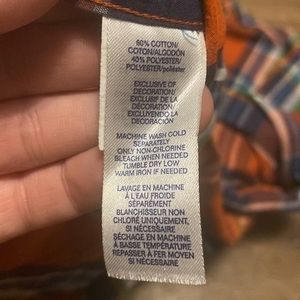 60% COTTON/
COTON/ALGODÓN
40% POLYESTER/
POLYESTER/poliéster
EXCLUSIVE OF
DECORATION/
EXCLUSIF DE LA
DÉCORATION/
EXCLUYENDO LA
DECORACIÓN
MACHINE WASH COLD
SEPARATELY
ONLY NON-CHLORINE
BLEACH WHEN NEEDED
TUMBLE DRY LOW
WARM IRON IF NEEDED
LAVAGE EN MACHINE
À L'EAU FROIDE
SÉPARÉMENT
BLANCHISSEUR NON
CHLORÉ UNIQUEMENT,
SI NÉCESSAIRE
SÉCHAGE EN MACHINE
À BASSE TEMPÉRATURE
REPASSER À FER MOYEN
SI NÉCESSAIRE